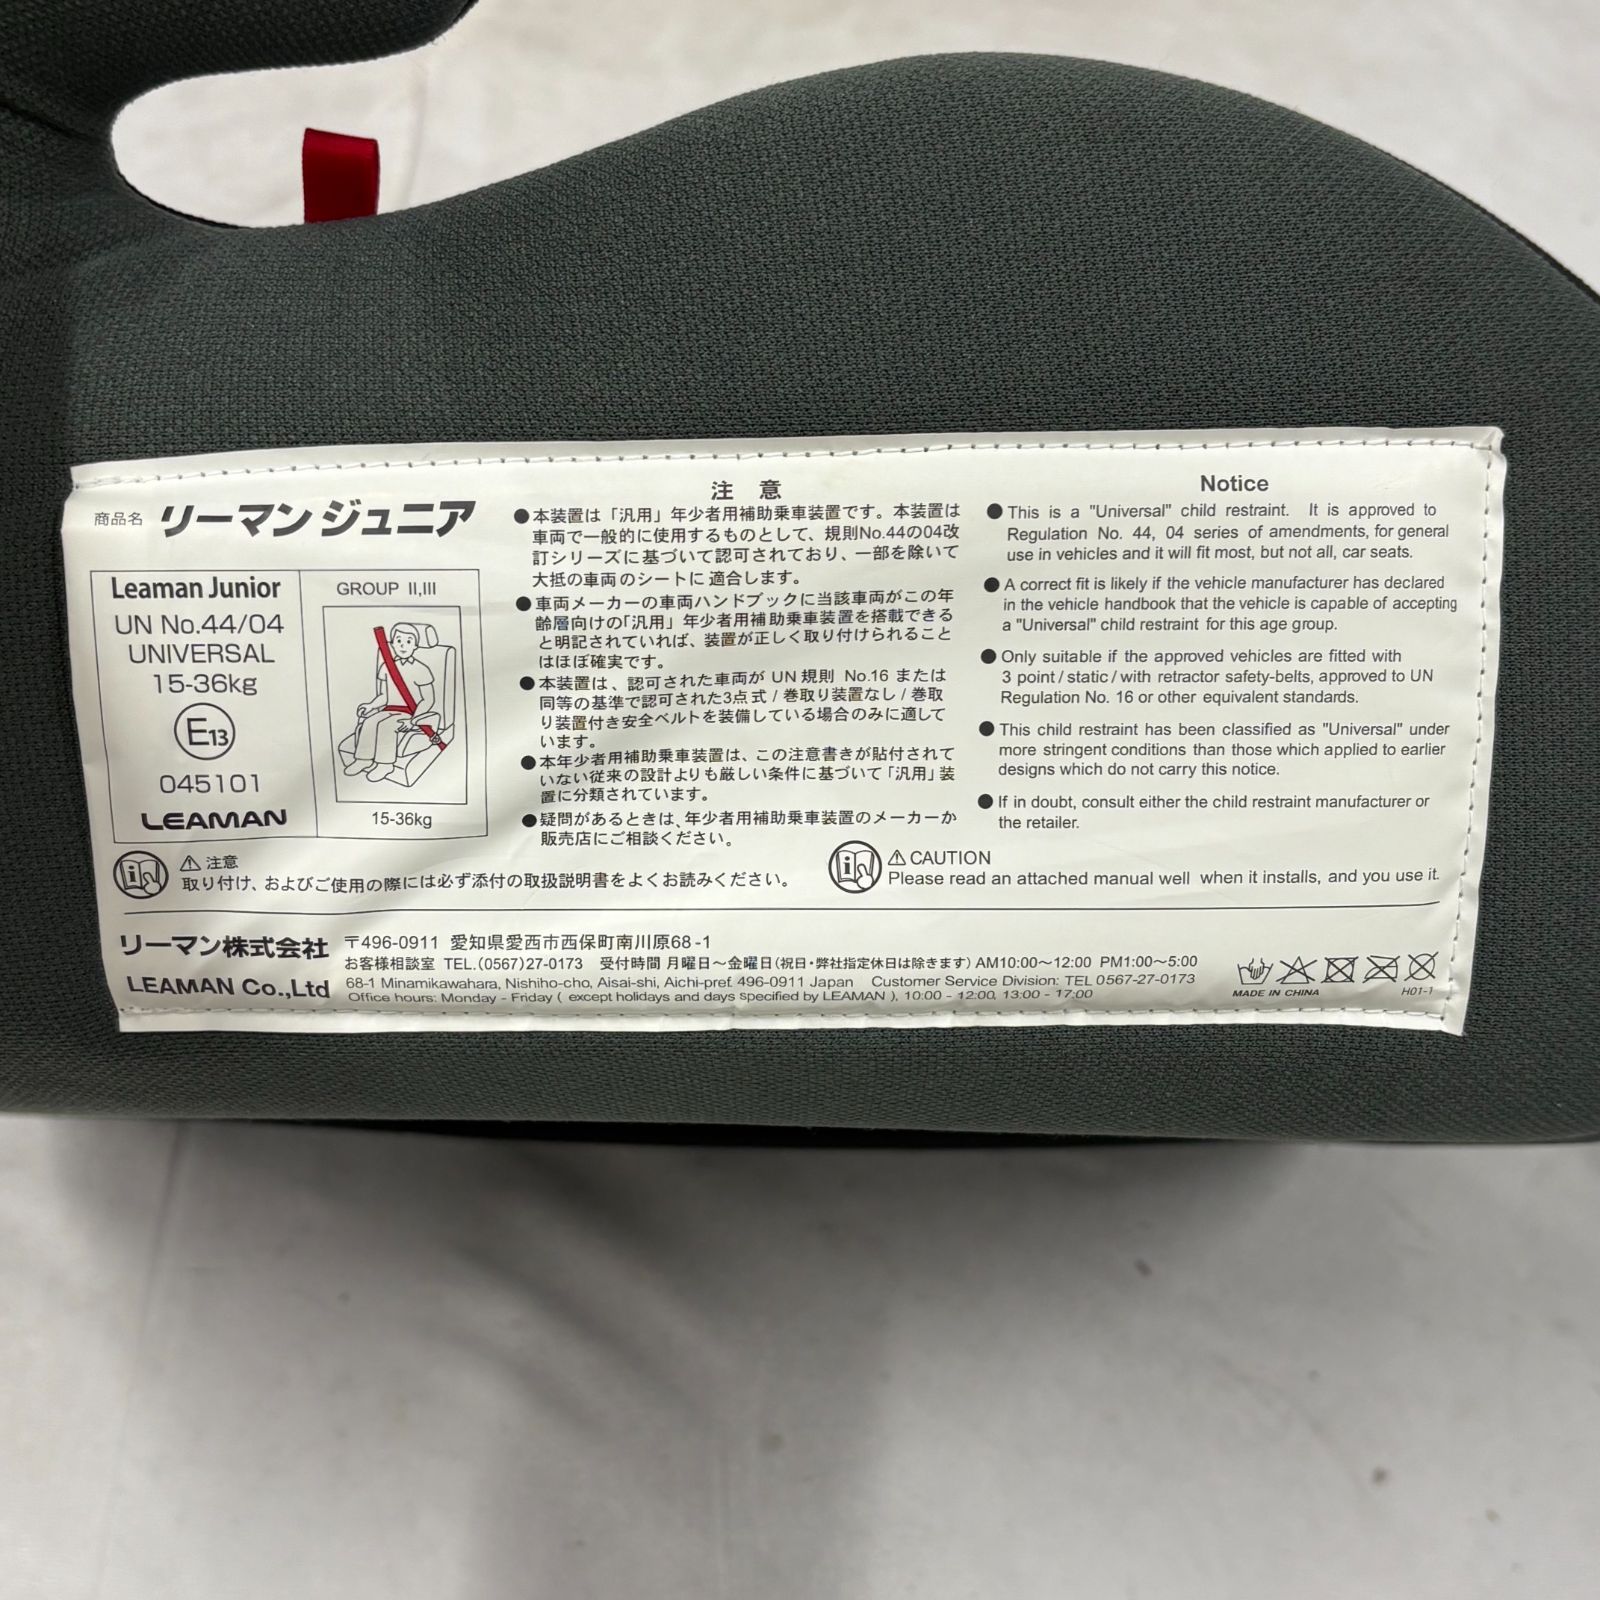 商品名 リーマンジュニア
Leaman Junior
UN No.44/04
UNIVERSAL
15-36kg
E13
045101
LEAMAN
GROUP II,III
15-36kg
注 意
●本装置は「汎用」年少者用補助乗車装置です。本装置は
車両で一般的に使用するものとして、規則No.44の04改
訂シリーズに基づいて認可されており、一部を除いて
大抵の車両のシートに適合します。
●車両メーカーの車両ハンドブックに当該車両がこの年
齢層向けの「汎用」年少者用補助乗車装置を搭載できる
と明記されていれば、装置が正しく取り付けられること
はほぼ確実です。
●本装置は、認可された車両が UN 規則 No.16 または
同等の基準で認可された3点式 / 巻取り装置なし / 巻取
り装置付き安全ベルトを装備している場合のみに適して
います。
●本年少者用補助乗車装置は、この注意書きが貼付されて
いない従来の設計よりも厳しい条件に基づいて「汎用」装
置に分類されています。
●疑問があるときは、年少者用補助乗車装置のメーカーか
販売店にご相談ください。
Notice
●This is a "Universal" child restraint. It is approved to
Regulation No. 44, 04 series of amendments, for general
use in vehicles and it will fit most, but not all, car seats.
●A correct fit is likely if the vehicle manufacturer has declared
in the vehicle handbook that the vehicle is capable of accepting
a "Universal" child restraint for this age group.
●Only suitable if the approved vehicles are fitted with
3 point / static / with retractor safety-belts, approved to UN
Regulation No. 16 or other equivalent standards.
●This child restraint has been classified as "Universal" under
more stringent conditions than those which applied to earlier
designs which do not carry this notice.
●If in doubt, consult either the child restraint manufacturer or
the retailer.
⚠注意
取り付け、およびご使用の際には必ず添付の取扱説明書をよくお読みください。
⚠CAUTION
Please read an attached manual well when it installs, and you use it.
リーマン株式会社
LEAMAN Co.,Ltd
〒496-0911 愛知県愛西市西保町南川原68-1
お客様相談室 TEL.(0567)27-0173 受付時間 月曜日～金曜日(祝日・弊社指定休日は除きます) AM10:00～12:00 PM1:00～5:00
68-1 Minamikawahara, Nishiho-cho, Aisai-shi, Aichi-pref. 496-0911 Japan Customer Service Division: TEL 0567-27-0173
Office hours: Monday - Friday ( except holidays and days specified by LEAMAN ), 10:00 - 12:00, 13:00 - 17:00
MADE IN CHINA
H01-1